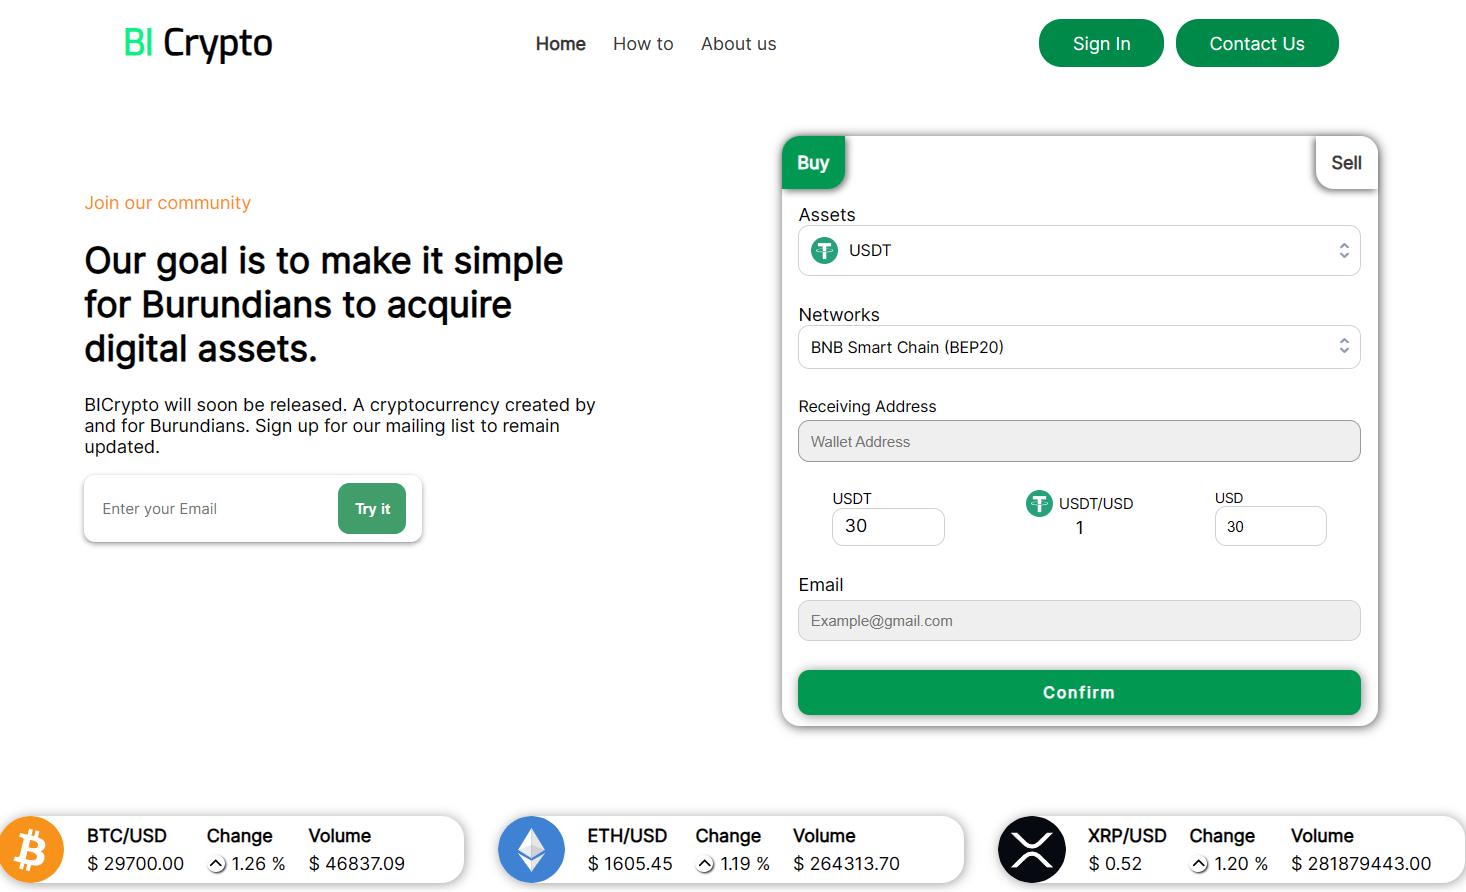 BI Crypto
Home How to About us
Sign In Contact Us
Join our community
Our goal is to make it simple
for Burundians to acquire
digital assets.
BICrypto will soon be released. A cryptocurrency created by
and for Burundians. Sign up for our mailing list to remain
updated.
Enter your Email Try it
Buy Sell
Assets
USDT
Networks
BNB Smart Chain (BEP20)
Receiving Address
Wallet Address
USDT USDT/USD USD
30 1 30
Email
Example@gmail.com
Confirm
BTC/USD Change Volume
$ 29700.00 1.26 % $ 46837.09
ETH/USD Change Volume
$ 1605.45 1.19 % $ 264313.70
XRP/USD Change Volume
$ 0.52 1.20 % $ 281879443.00